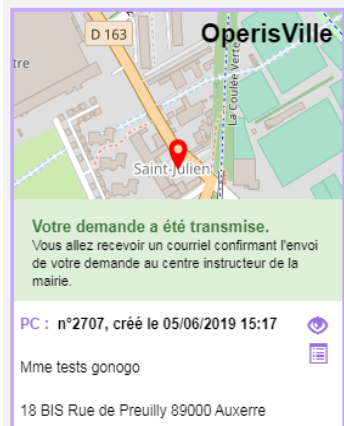 OperisVille
D 163
tre
La Coulée Verte
Saint-Julien
Votre demande a été transmise.
Vous allez recevoir un courriel confirmant l'envoi
de votre demande au centre instructeur de la
mairie.
PC : n°2707, créé le 05/06/2019 15:17
Mme tests gonogo
18 BIS Rue de Preuilly 89000 Auxerre